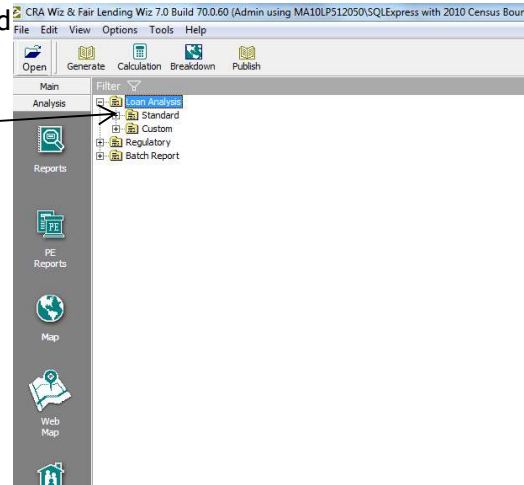 d
CRA Wiz & Fair Lending Wiz 7.0 Build 70.0.60 (Admin using MA10LP512050\SQLExpress with 2010 Census Bour
File Edit View Options Tools Help
Open Generate Calculation Breakdown Publish
Main
Filter
Analysis
Loan Analysis
Standard
Custom
Regulatory
Batch Report
Reports
PE
PE
Reports
Map
Web
Map